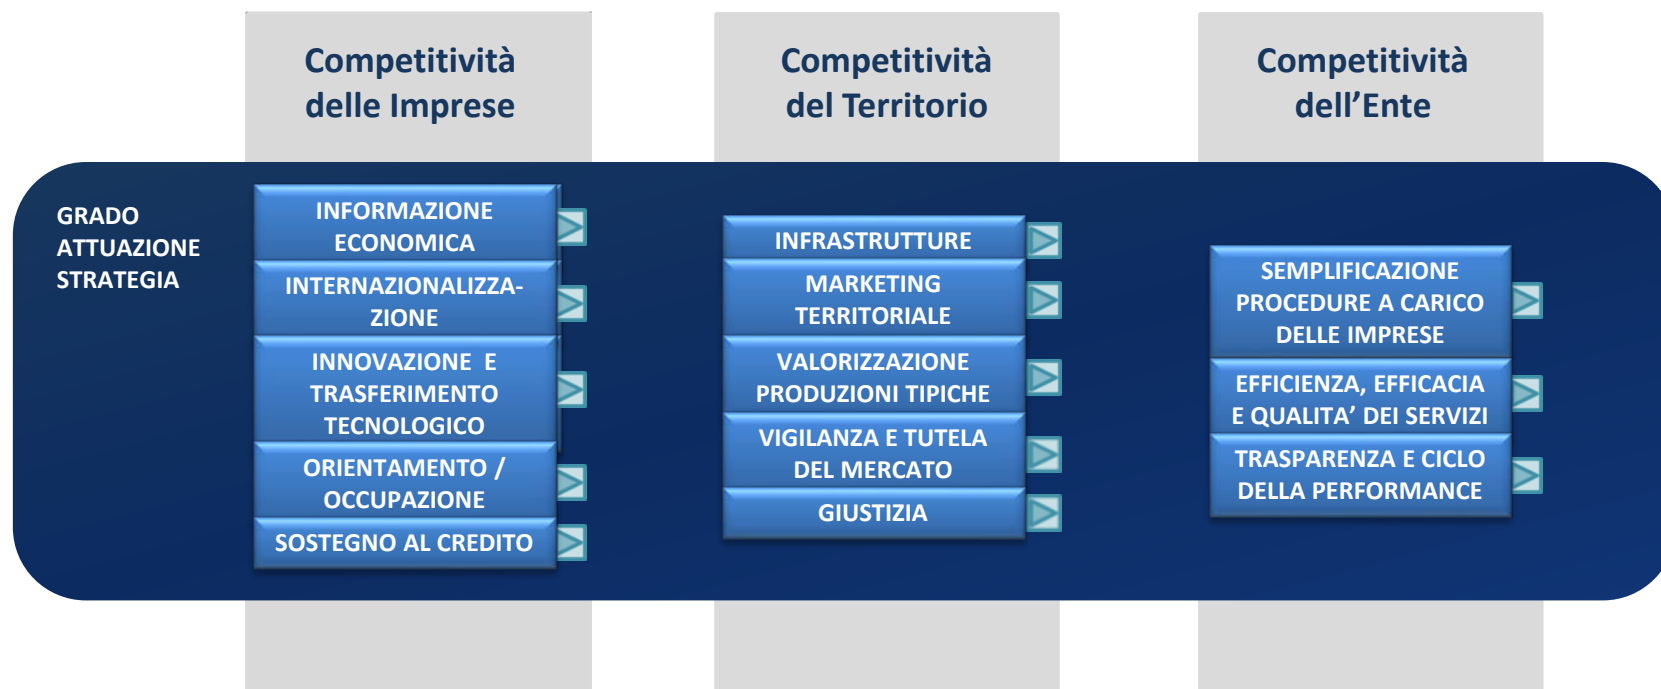 Competitività
delle Imprese
Competitività
del Territorio
Competitività
dell’Ente
GRADO
ATTUAZIONE
STRATEGIA
INFORMAZIONE
ECONOMICA
INTERNAZIONALIZZA-
ZIONE
INNOVAZIONE E
TRASFERIMENTO
TECNOLOGICO
ORIENTAMENTO /
OCCUPAZIONE
SOSTEGNO AL CREDITO
INFRASTRUTTURE
MARKETING
TERRITORIALE
VALORIZZAZIONE
PRODUZIONI TIPICHE
VIGILANZA E TUTELA
DEL MERCATO
GIUSTIZIA
SEMPLIFICAZIONE
PROCEDURE A CARICO
DELLE IMPRESE
EFFICIENZA, EFFICACIA
E QUALITA’ DEI SERVIZI
TRASPARENZA E CICLO
DELLA PERFORMANCE